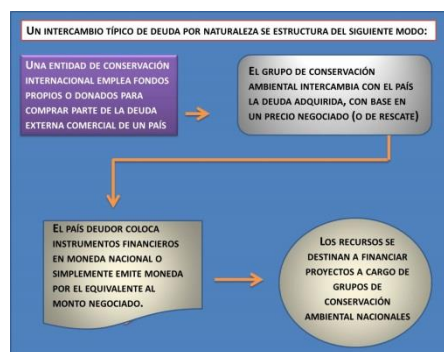 UN INTERCAMBIO TÍPICO DE DEUDA POR NATURALEZA SE ESTRUCTURA DEL SIGUIENTE MODO:
UNA ENTIDAD DE CONSERVACIÓN
INTERNACIONAL EMPLEA FONDOS
PROPIOS O DONADOS PARA
COMPRAR PARTE DE LA DEUDA
EXTERNA COMERCIAL DE UN PAÍS
EL GRUPO DE CONSERVACIÓN
AMBIENTAL INTERCAMBIA CON EL PAÍS
LA DEUDA ADQUIRIDA, CON BASE EN
UN PRECIO NEGOCIADO (O DE RESCATE)
EL PAÍS DEUDOR COLOCA
INSTRUMENTOS FINANCIEROS
EN MONEDA NACIONAL O
SIMPLEMENTE EMITE MONEDA
POR EL EQUIVALENTE AL
MONTO NEGOCIADO.
LOS RECURSOS SE
DESTINAN A FINANCIAR
PROYECTOS A CARGO DE
GRUPOS DE
CONSERVACIÓN
AMBIENTAL NACIONALES